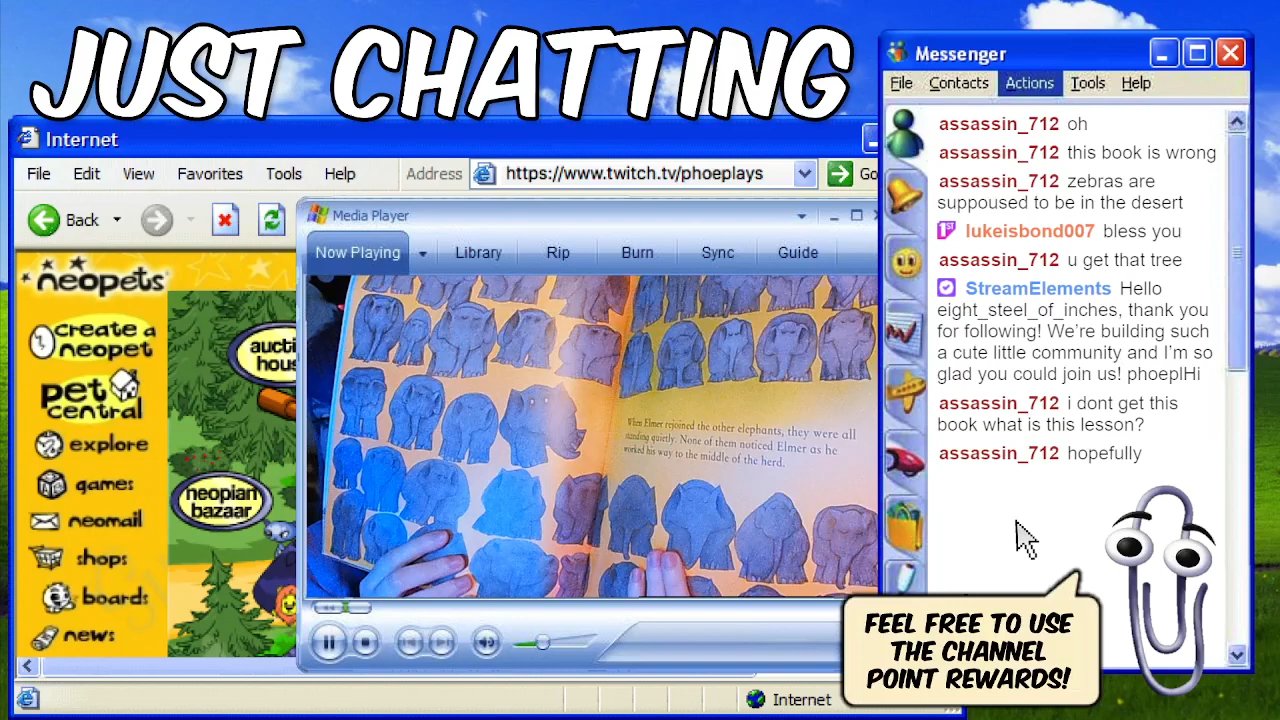 JUST CHATTING
Internet
File Edit View Favorites Tools Help
Address https://www.twitch.tv/phoeplays Go
Back
Media Player
Now Playing Library Rip Burn Sync Guide
neopets
create a
neopet
pet
central
explore
games
neomail
shops
boards
news
auctio
hous
neopian
bazaar
When Elmer rejoined the other elephants, they were all
standing quietly. None of them noticed Elmer as he
worked his way to the middle of the herd.
Internet
Messenger
File Contacts Actions Tools Help
assassin_712 oh
assassin_712 this book is wrong
assassin_712 zebras are
suppoused to be in the desert
1ST lukeisbond007 bless you
assassin_712 u get that tree
StreamElements Hello
eight_steel_of_inches, thank you
for following! We're building such
a cute little community and I'm so
glad you could join us! phoeplHi
assassin_712 i dont get this
book what is this lesson?
assassin_712 hopefully
FEEL FREE TO USE
THE CHANNEL
POINT REWARDS!